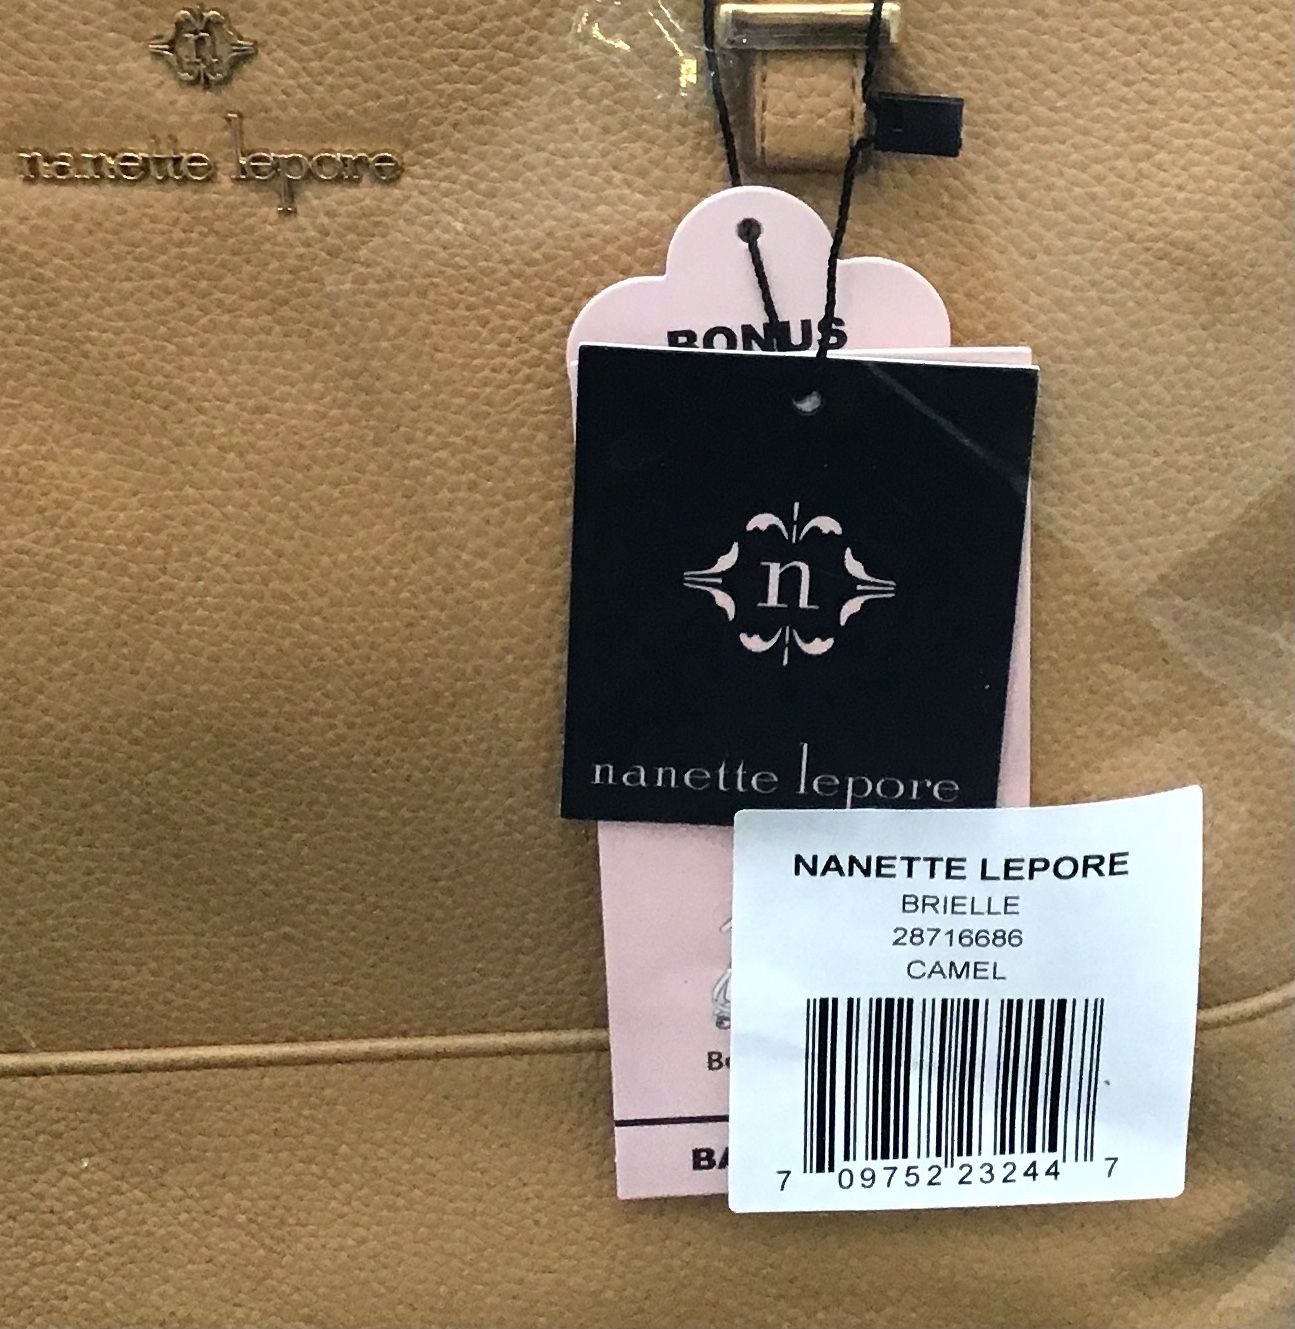 n
nanette lepore
BONUS
n
nanette lepore
NANETTE LEPORE
BRIELLE
28716686
CAMEL
7 09752 23244 7